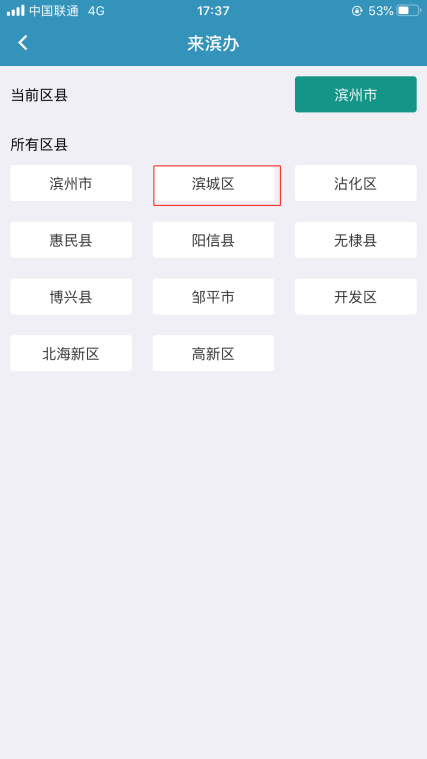 中国联通 4G 17:37 53%
来滨办
当前区县 滨州市
所有区县
滨州市 滨城区 沾化区
惠民县 阳信县 无棣县
博兴县 邹平市 开发区
北海新区 高新区